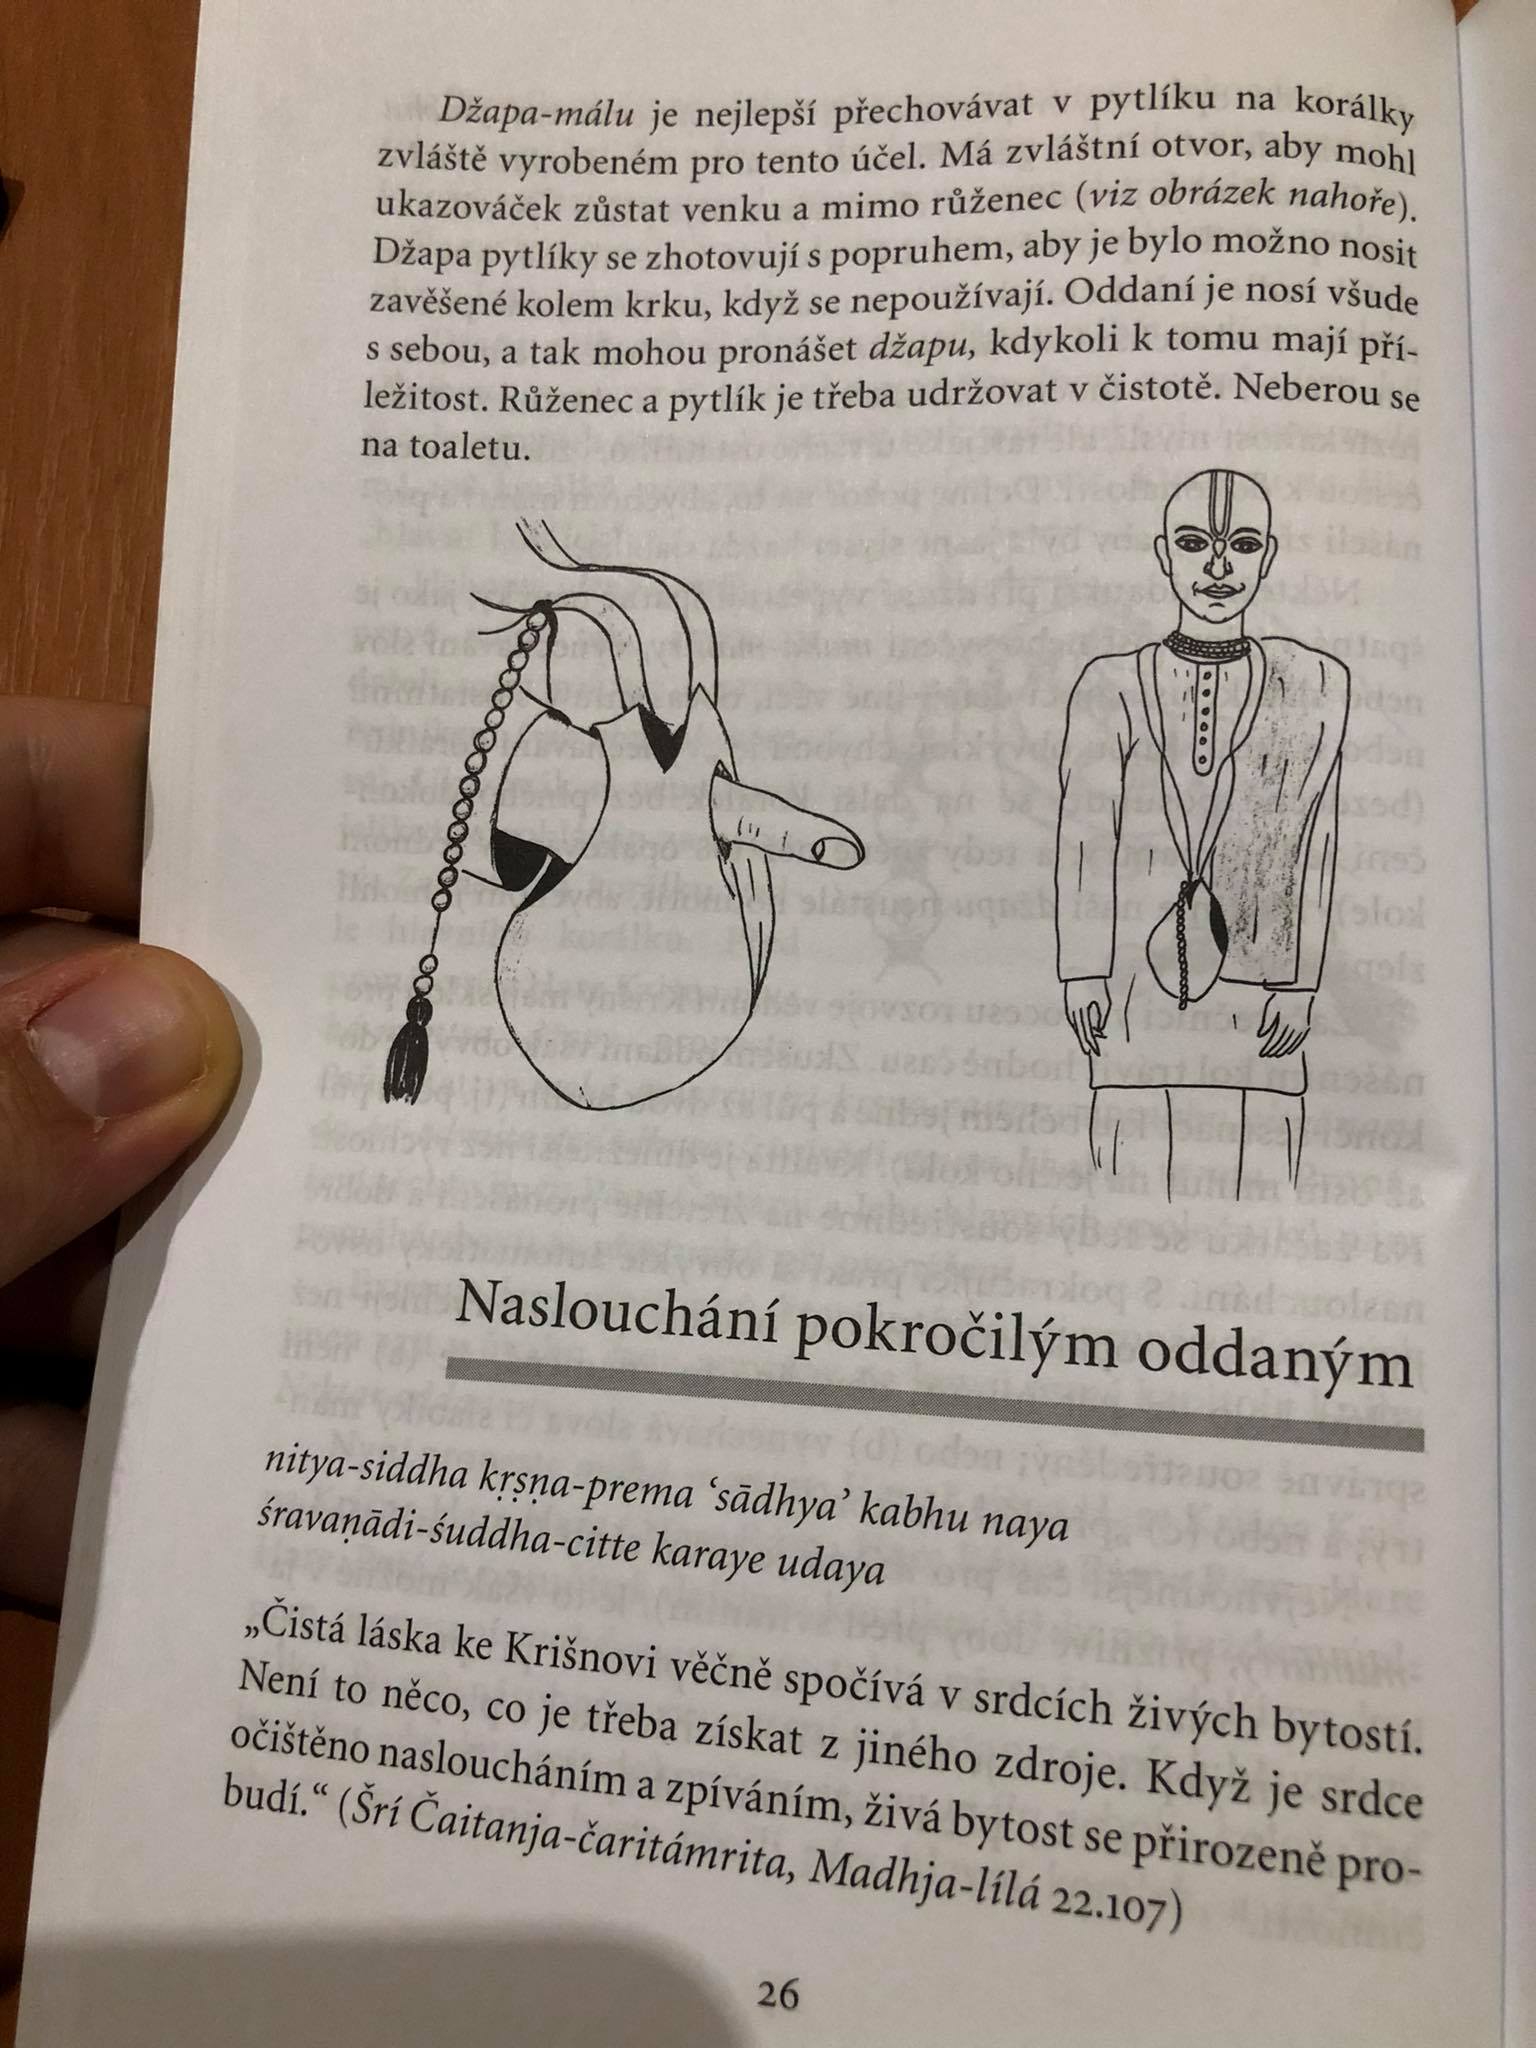 Džapa-málu je nejlepší přechovávat v pytlíku na korálky
zvláště vyrobeném pro tento účel. Má zvláštní otvor, aby mohl
ukazováček zůstat venku a mimo růženec (viz obrázek nahoře).
Džapa pytlíky se zhotovují s popruhem, aby je bylo možno nosit
zavěšené kolem krku, když se nepoužívají. Oddaní je nosí všude
s sebou, a tak mohou pronášet džapu, kdykoli k tomu mají pří-
ležitost. Růženec a pytlík je třeba udržovat v čistotě. Neberou se
na toaletu.
Naslouchání pokročilým oddaným
nitya-siddha kṛṣṇa-prema ‘sādhya’ kabhu naya
śravaṇādi-śuddha-citte karaye udaya
„Čistá láska ke Krišnovi věčně spočívá v srdcích živých bytostí.
Není to něco, co je třeba získat z jiného zdroje. Když je srdce
očištěno nasloucháním a zpíváním, živá bytost se přirozeně pro-
budí.“ (Šrí Čaitanja-čaritámrita, Madhja-lílá 22.107)
26